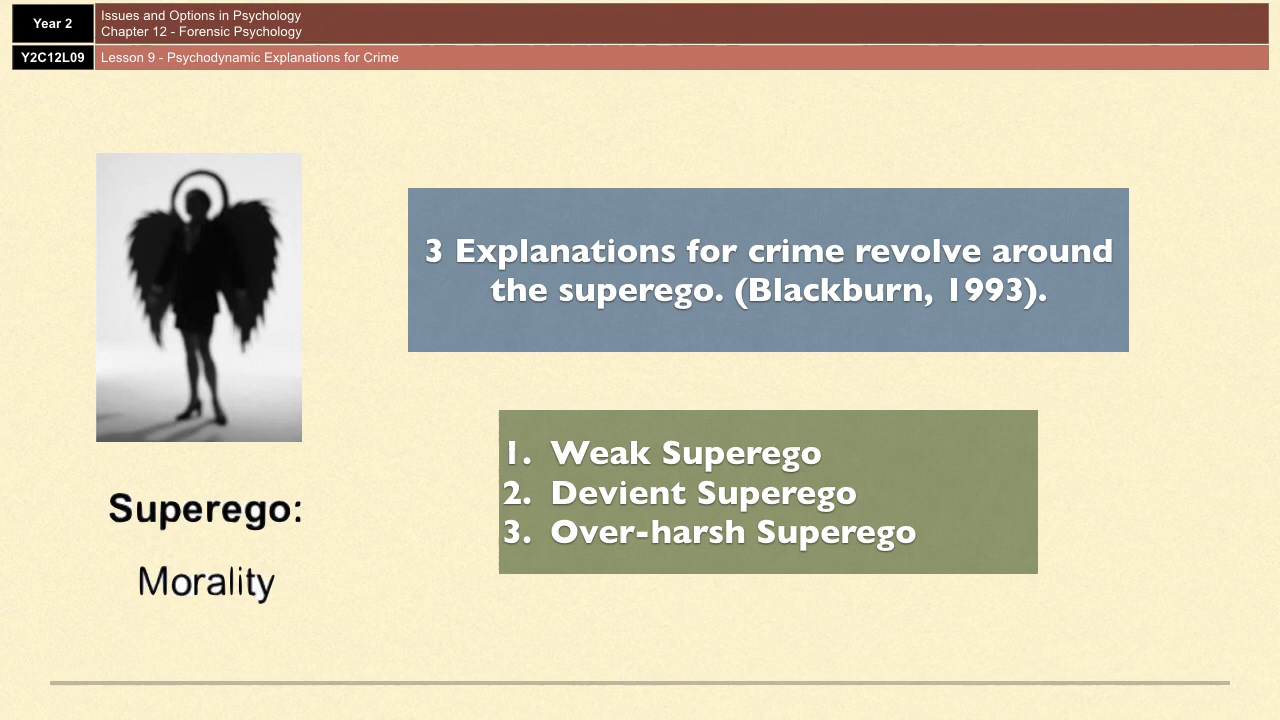 Year 2
Issues and Options in Psychology
Chapter 12 - Forensic Psychology
Y2C12L09
Lesson 9 - Psychodynamic Explanations for Crime
3 Explanations for crime revolve around
the superego. (Blackburn, 1993).
1. Weak Superego
2. Devient Superego
3. Over-harsh Superego
Superego:
Morality